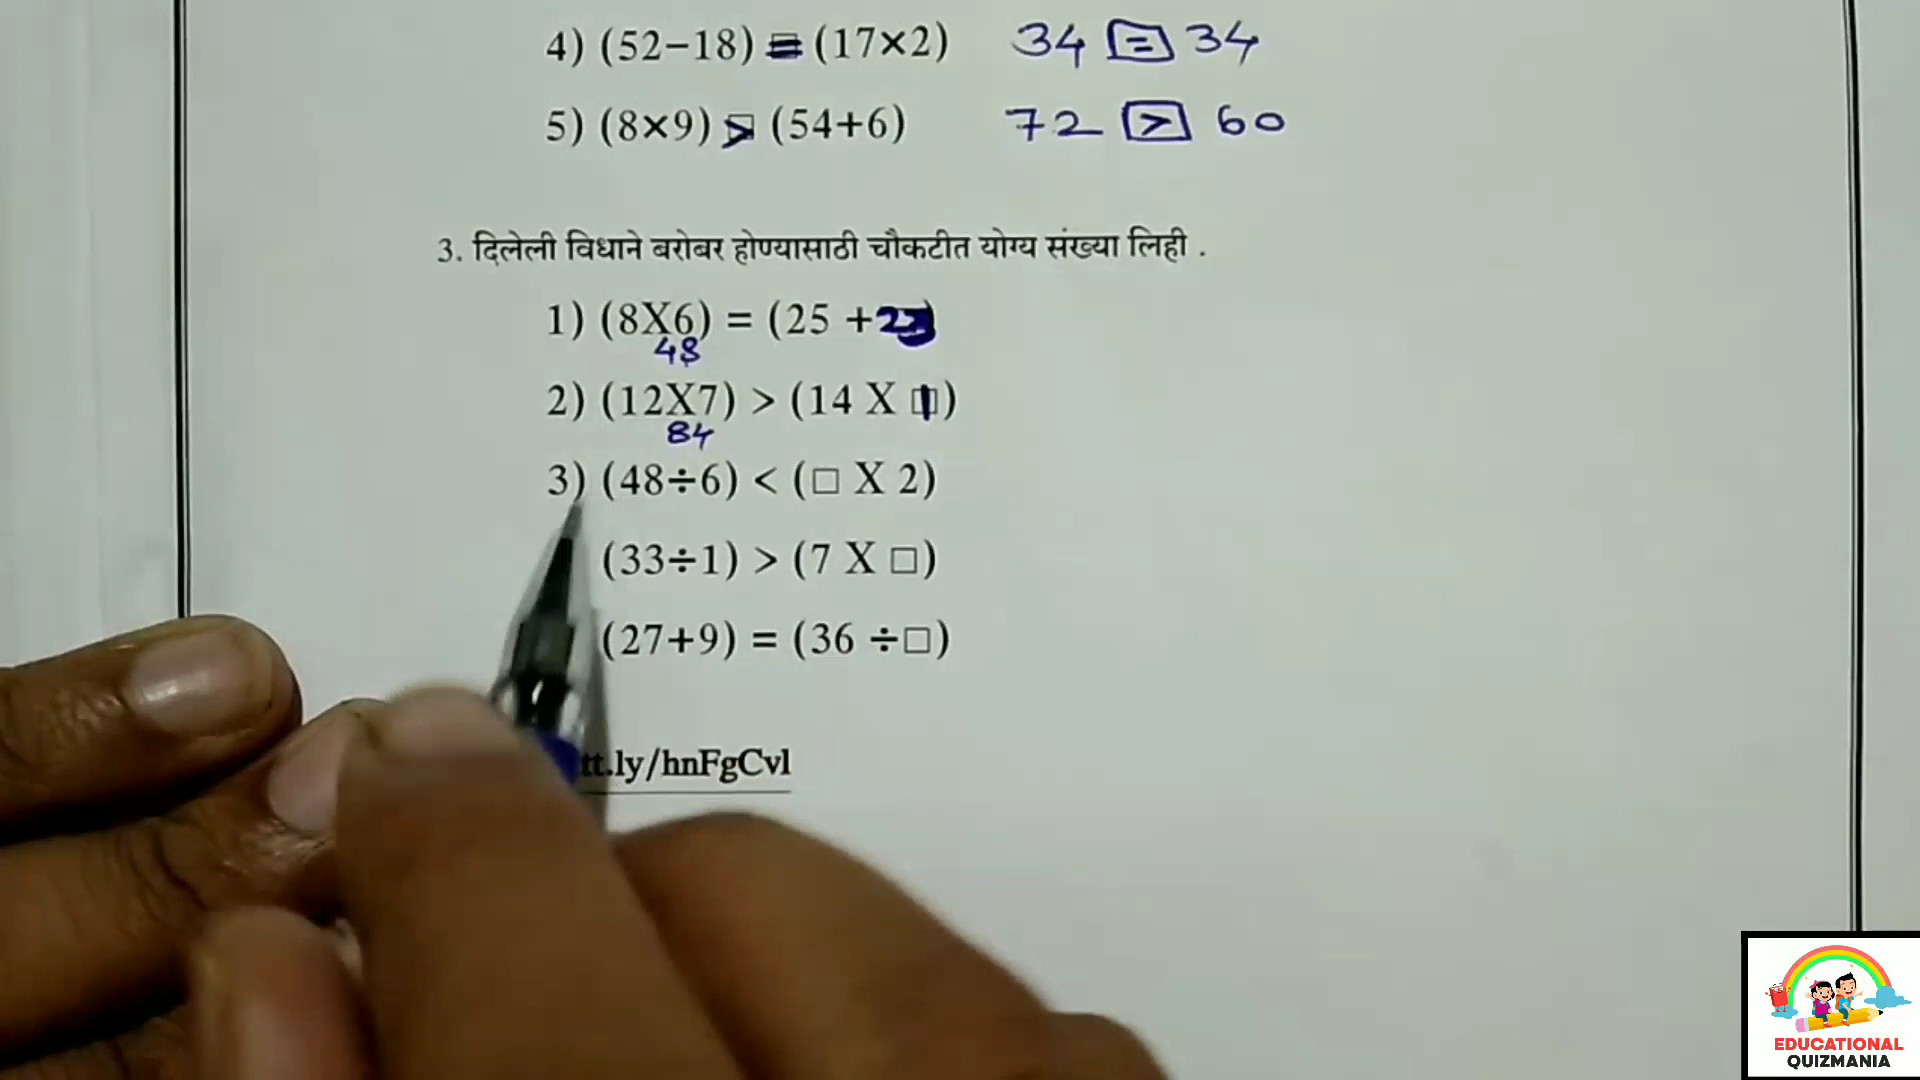 4) (52−18) = (17×2) 34 = 34
5) (8×9) > (54+6) 72 > 60
3. दिलेली विधाने बरोबर होण्यासाठी चौकटीत योग्य संख्या लिही .
1) (8X6) = (25 +23)
48
2) (12X7) > (14 X 1)
84
3) (48÷6) < (□ X 2)
(33÷1) > (7 X □)
(27+9) = (36 ÷□)
tt.ly/hnFgCvl
EDUCATIONAL
QUIZMANIA